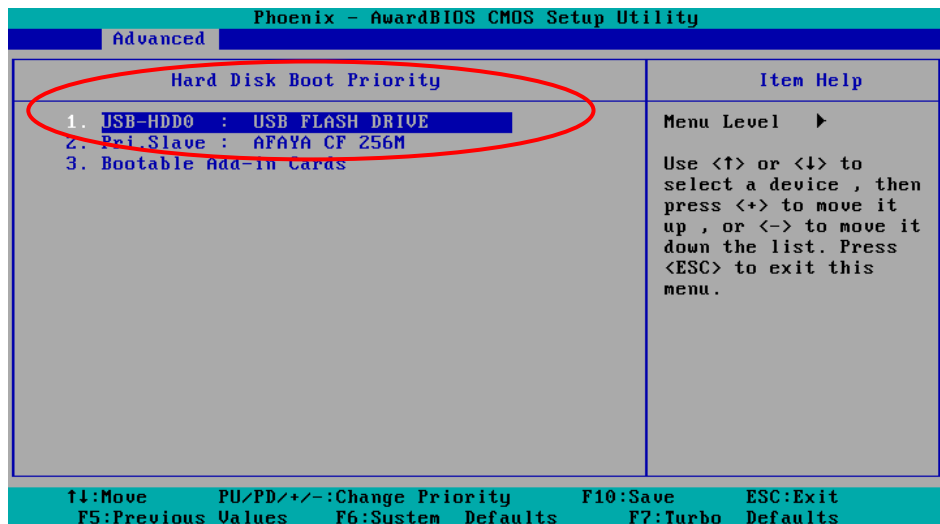 Phoenix - AwardBIOS CMOS Setup Utility
Advanced
Hard Disk Boot Priority
1. USB-HDD0 : USB FLASH DRIVE
2. Pri.Slave : AFAYA CF 256M
3. Bootable Add-in Cards
Item Help
Menu Level ▶
Use <↑> or <↓> to
select a device , then
press <+> to move it
up , or <-> to move it
down the list. Press
<ESC> to exit this
menu.
↑↓:Move PU/PD/+/-:Change Priority F10:Save ESC:Exit
F5:Previous Values F6:System Defaults F7:Turbo Defaults